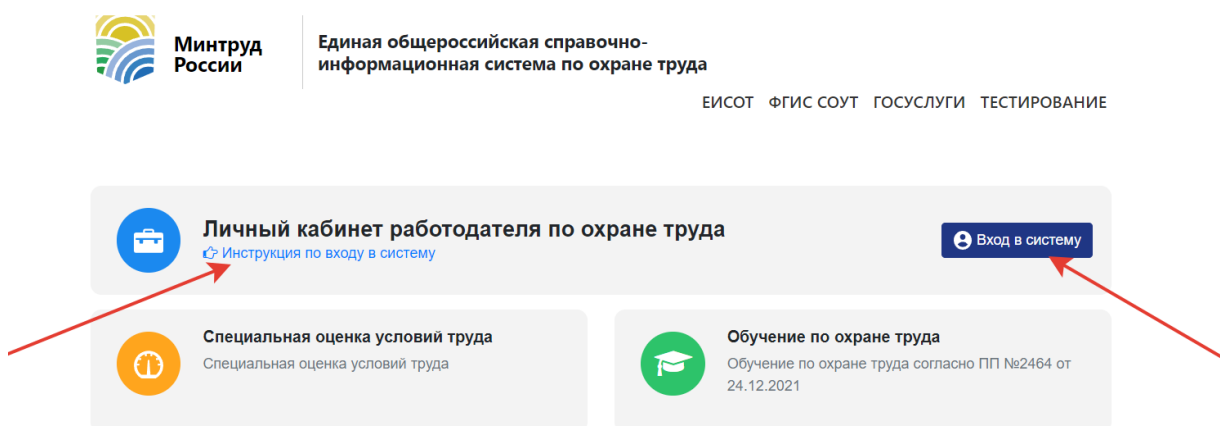 Минтруд
России
Единая общероссийская справочно-
информационная система по охране труда
ЕИСОТ ФГИС СОУТ ГОСУСЛУГИ ТЕСТИРОВАНИЕ
Личный кабинет работодателя по охране труда
Инструкция по входу в систему
Вход в систему
Специальная оценка условий труда
Специальная оценка условий труда
Обучение по охране труда
Обучение по охране труда согласно ПП №2464 от
24.12.2021